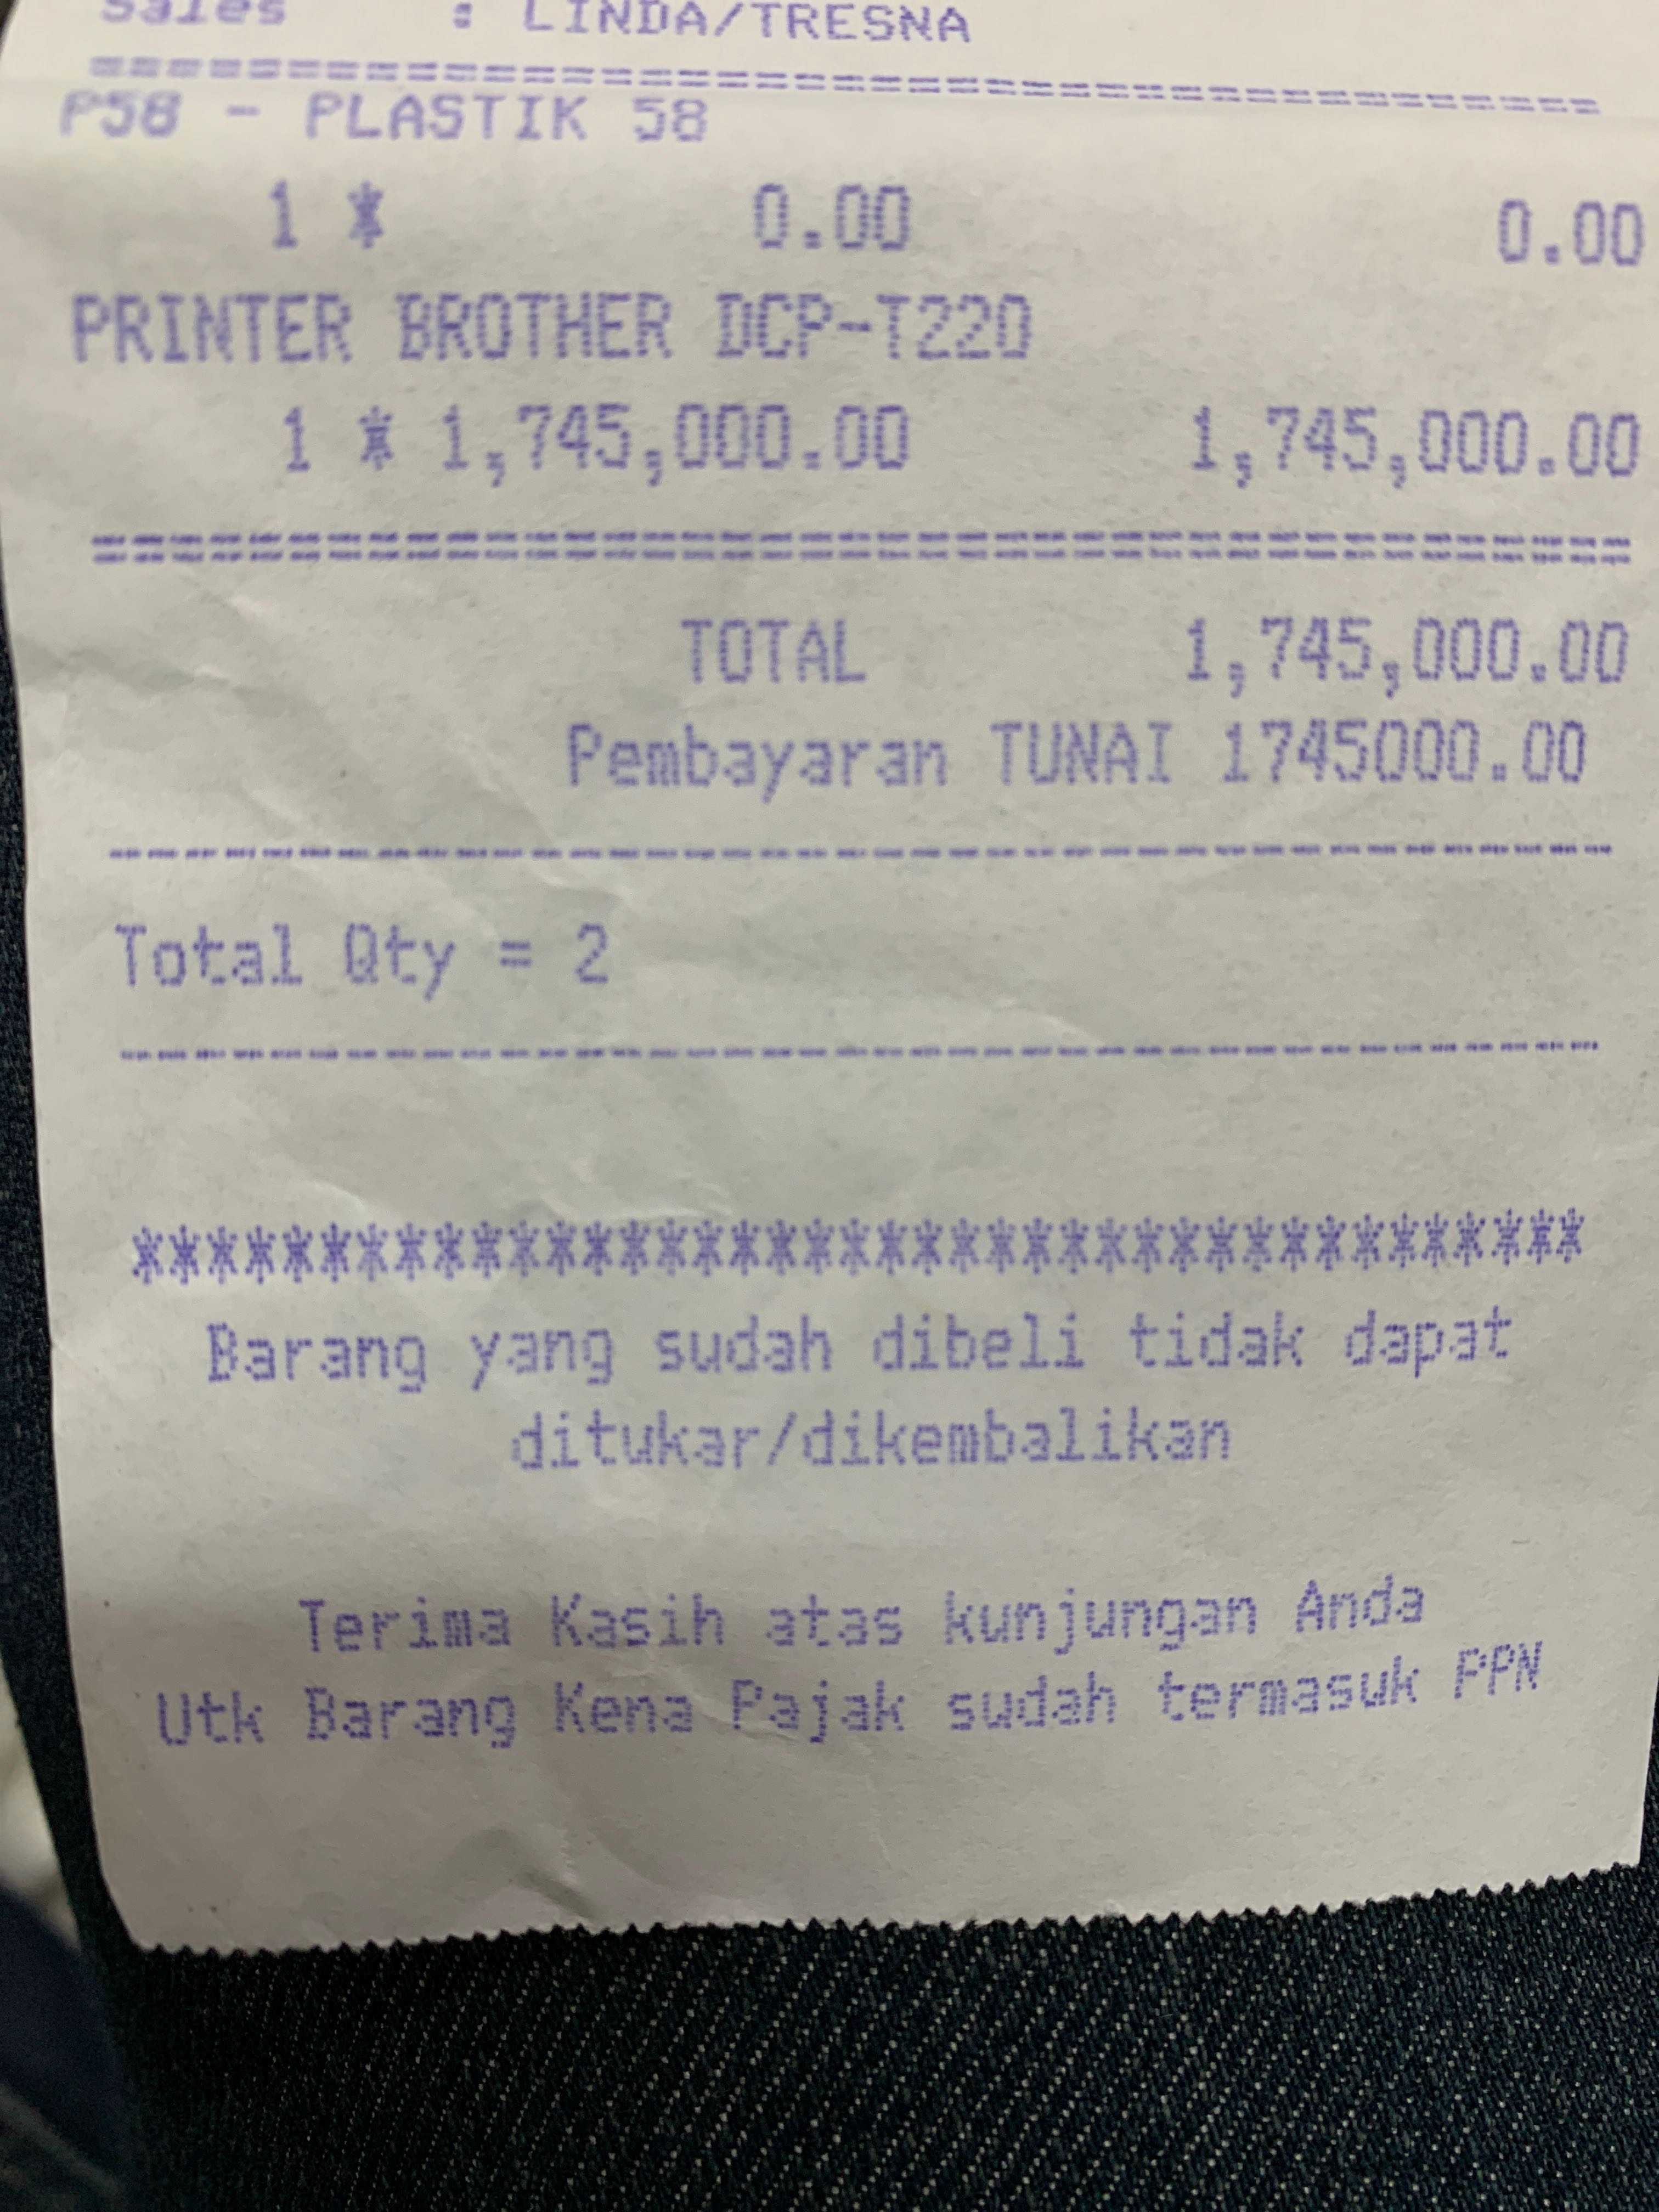 Sales : LINDA/TRESNA
========================================
P58 - PLASTIK 58
1 * 0.00 0.00
PRINTER BROTHER DCP-T220
1 * 1,745,000.00 1,745,000.00
========================================
TOTAL 1,745,000.00
Pembayaran TUNAI 1745000.00
----------------------------------------
Total Qty = 2
----------------------------------------
****************************************
Barang yang sudah dibeli tidak dapat
ditukar/dikembalikan
Terima Kasih atas kunjungan Anda
Utk Barang Kena Pajak sudah termasuk PPN